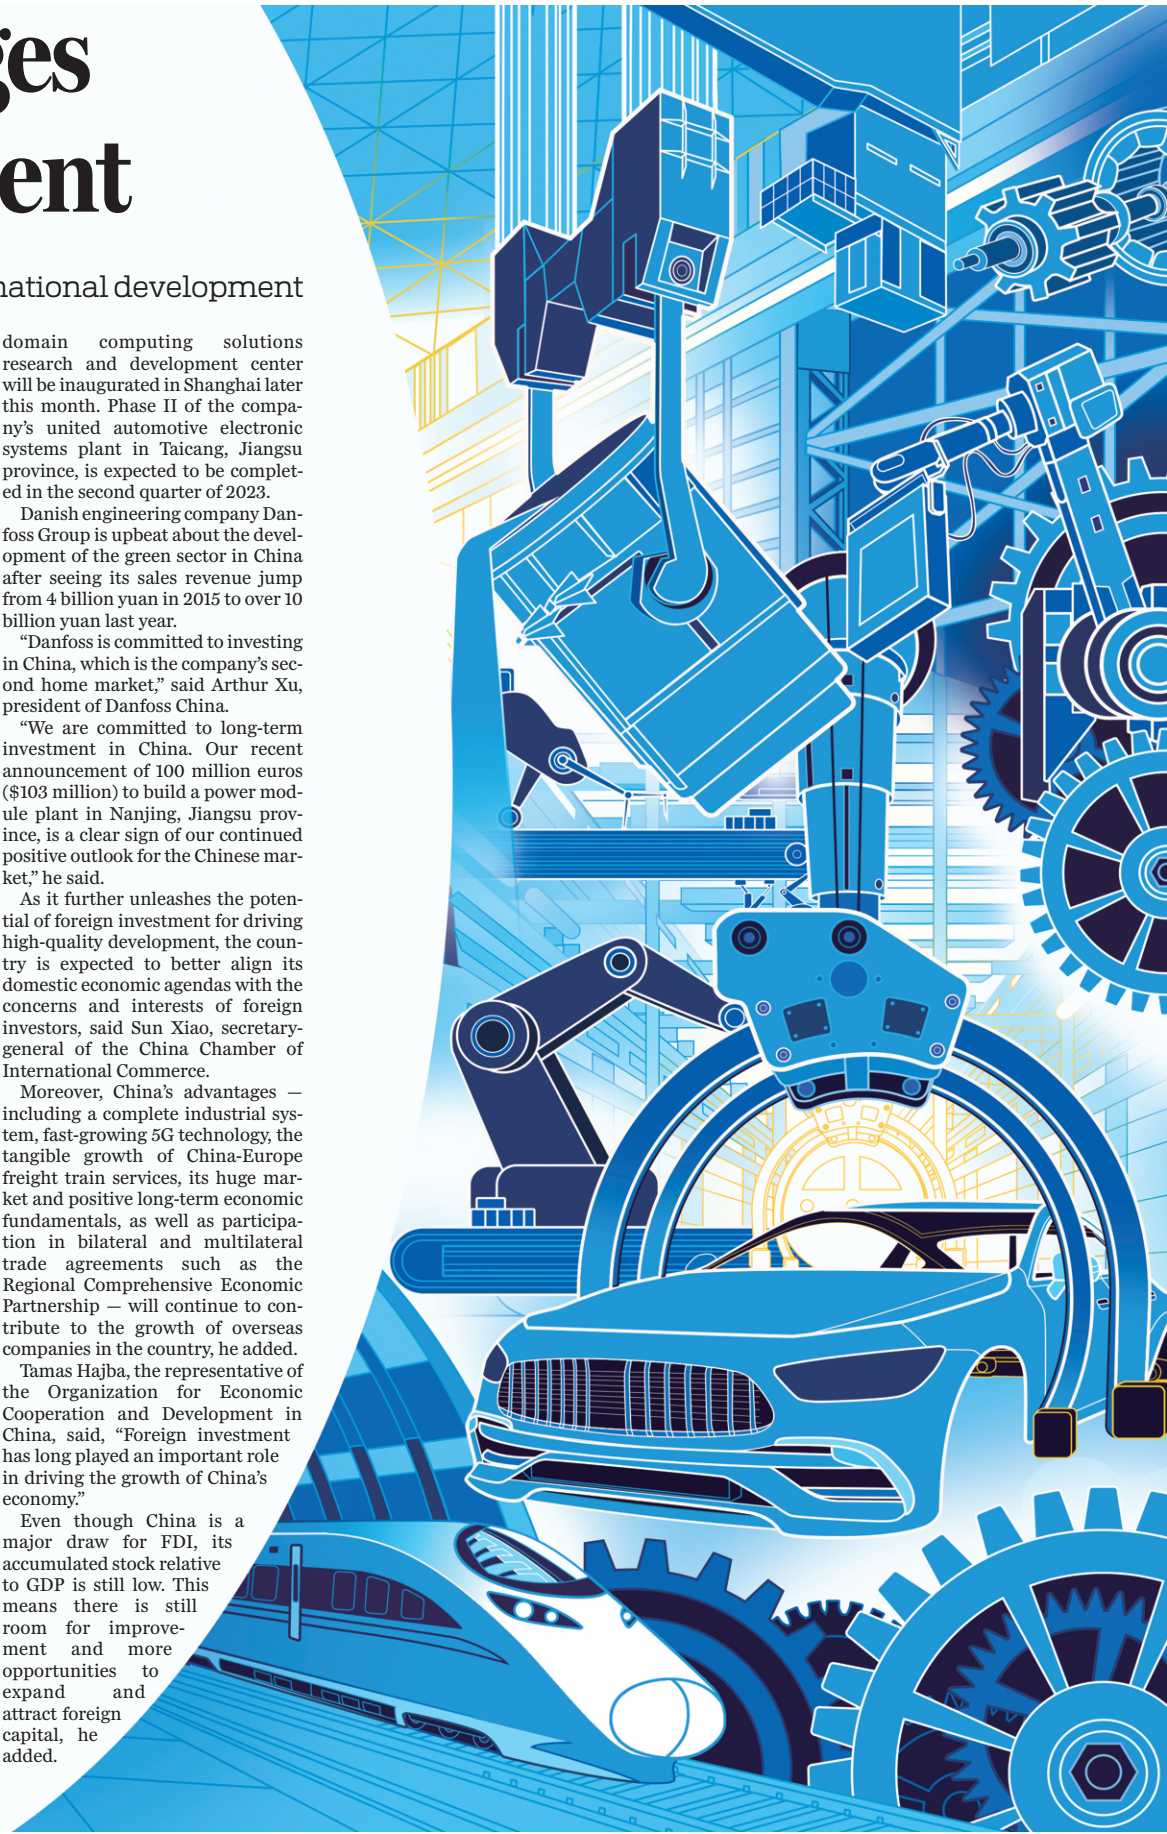 ges
ent
national development
domain computing solutions
research and development center
will be inaugurated in Shanghai later
this month. Phase II of the compa-
ny’s united automotive electronic
systems plant in Taicang, Jiangsu
province, is expected to be complet-
ed in the second quarter of 2023.
Danish engineering company Dan-
foss Group is upbeat about the devel-
opment of the green sector in China
after seeing its sales revenue jump
from 4 billion yuan in 2015 to over 10
billion yuan last year.
“Danfoss is committed to investing
in China, which is the company’s sec-
ond home market,” said Arthur Xu,
president of Danfoss China.
“We are committed to long-term
investment in China. Our recent
announcement of 100 million euros
($103 million) to build a power mod-
ule plant in Nanjing, Jiangsu prov-
ince, is a clear sign of our continued
positive outlook for the Chinese mar-
ket,” he said.
As it further unleashes the poten-
tial of foreign investment for driving
high-quality development, the coun-
try is expected to better align its
domestic economic agendas with the
concerns and interests of foreign
investors, said Sun Xiao, secretary-
general of the China Chamber of
International Commerce.
Moreover, China’s advantages —
including a complete industrial sys-
tem, fast-growing 5G technology, the
tangible growth of China-Europe
freight train services, its huge mar-
ket and positive long-term economic
fundamentals, as well as participa-
tion in bilateral and multilateral
trade agreements such as the
Regional Comprehensive Economic
Partnership — will continue to con-
tribute to the growth of overseas
companies in the country, he added.
Tamas Hajba, the representative of
the Organization for Economic
Cooperation and Development in
China, said, “Foreign investment
has long played an important role
in driving the growth of China’s
economy.”
Even though China is a
major draw for FDI, its
accumulated stock relative
to GDP is still low. This
means there is still
room for improve-
ment and more
opportunities to
expand and
attract foreign
capital, he
added.